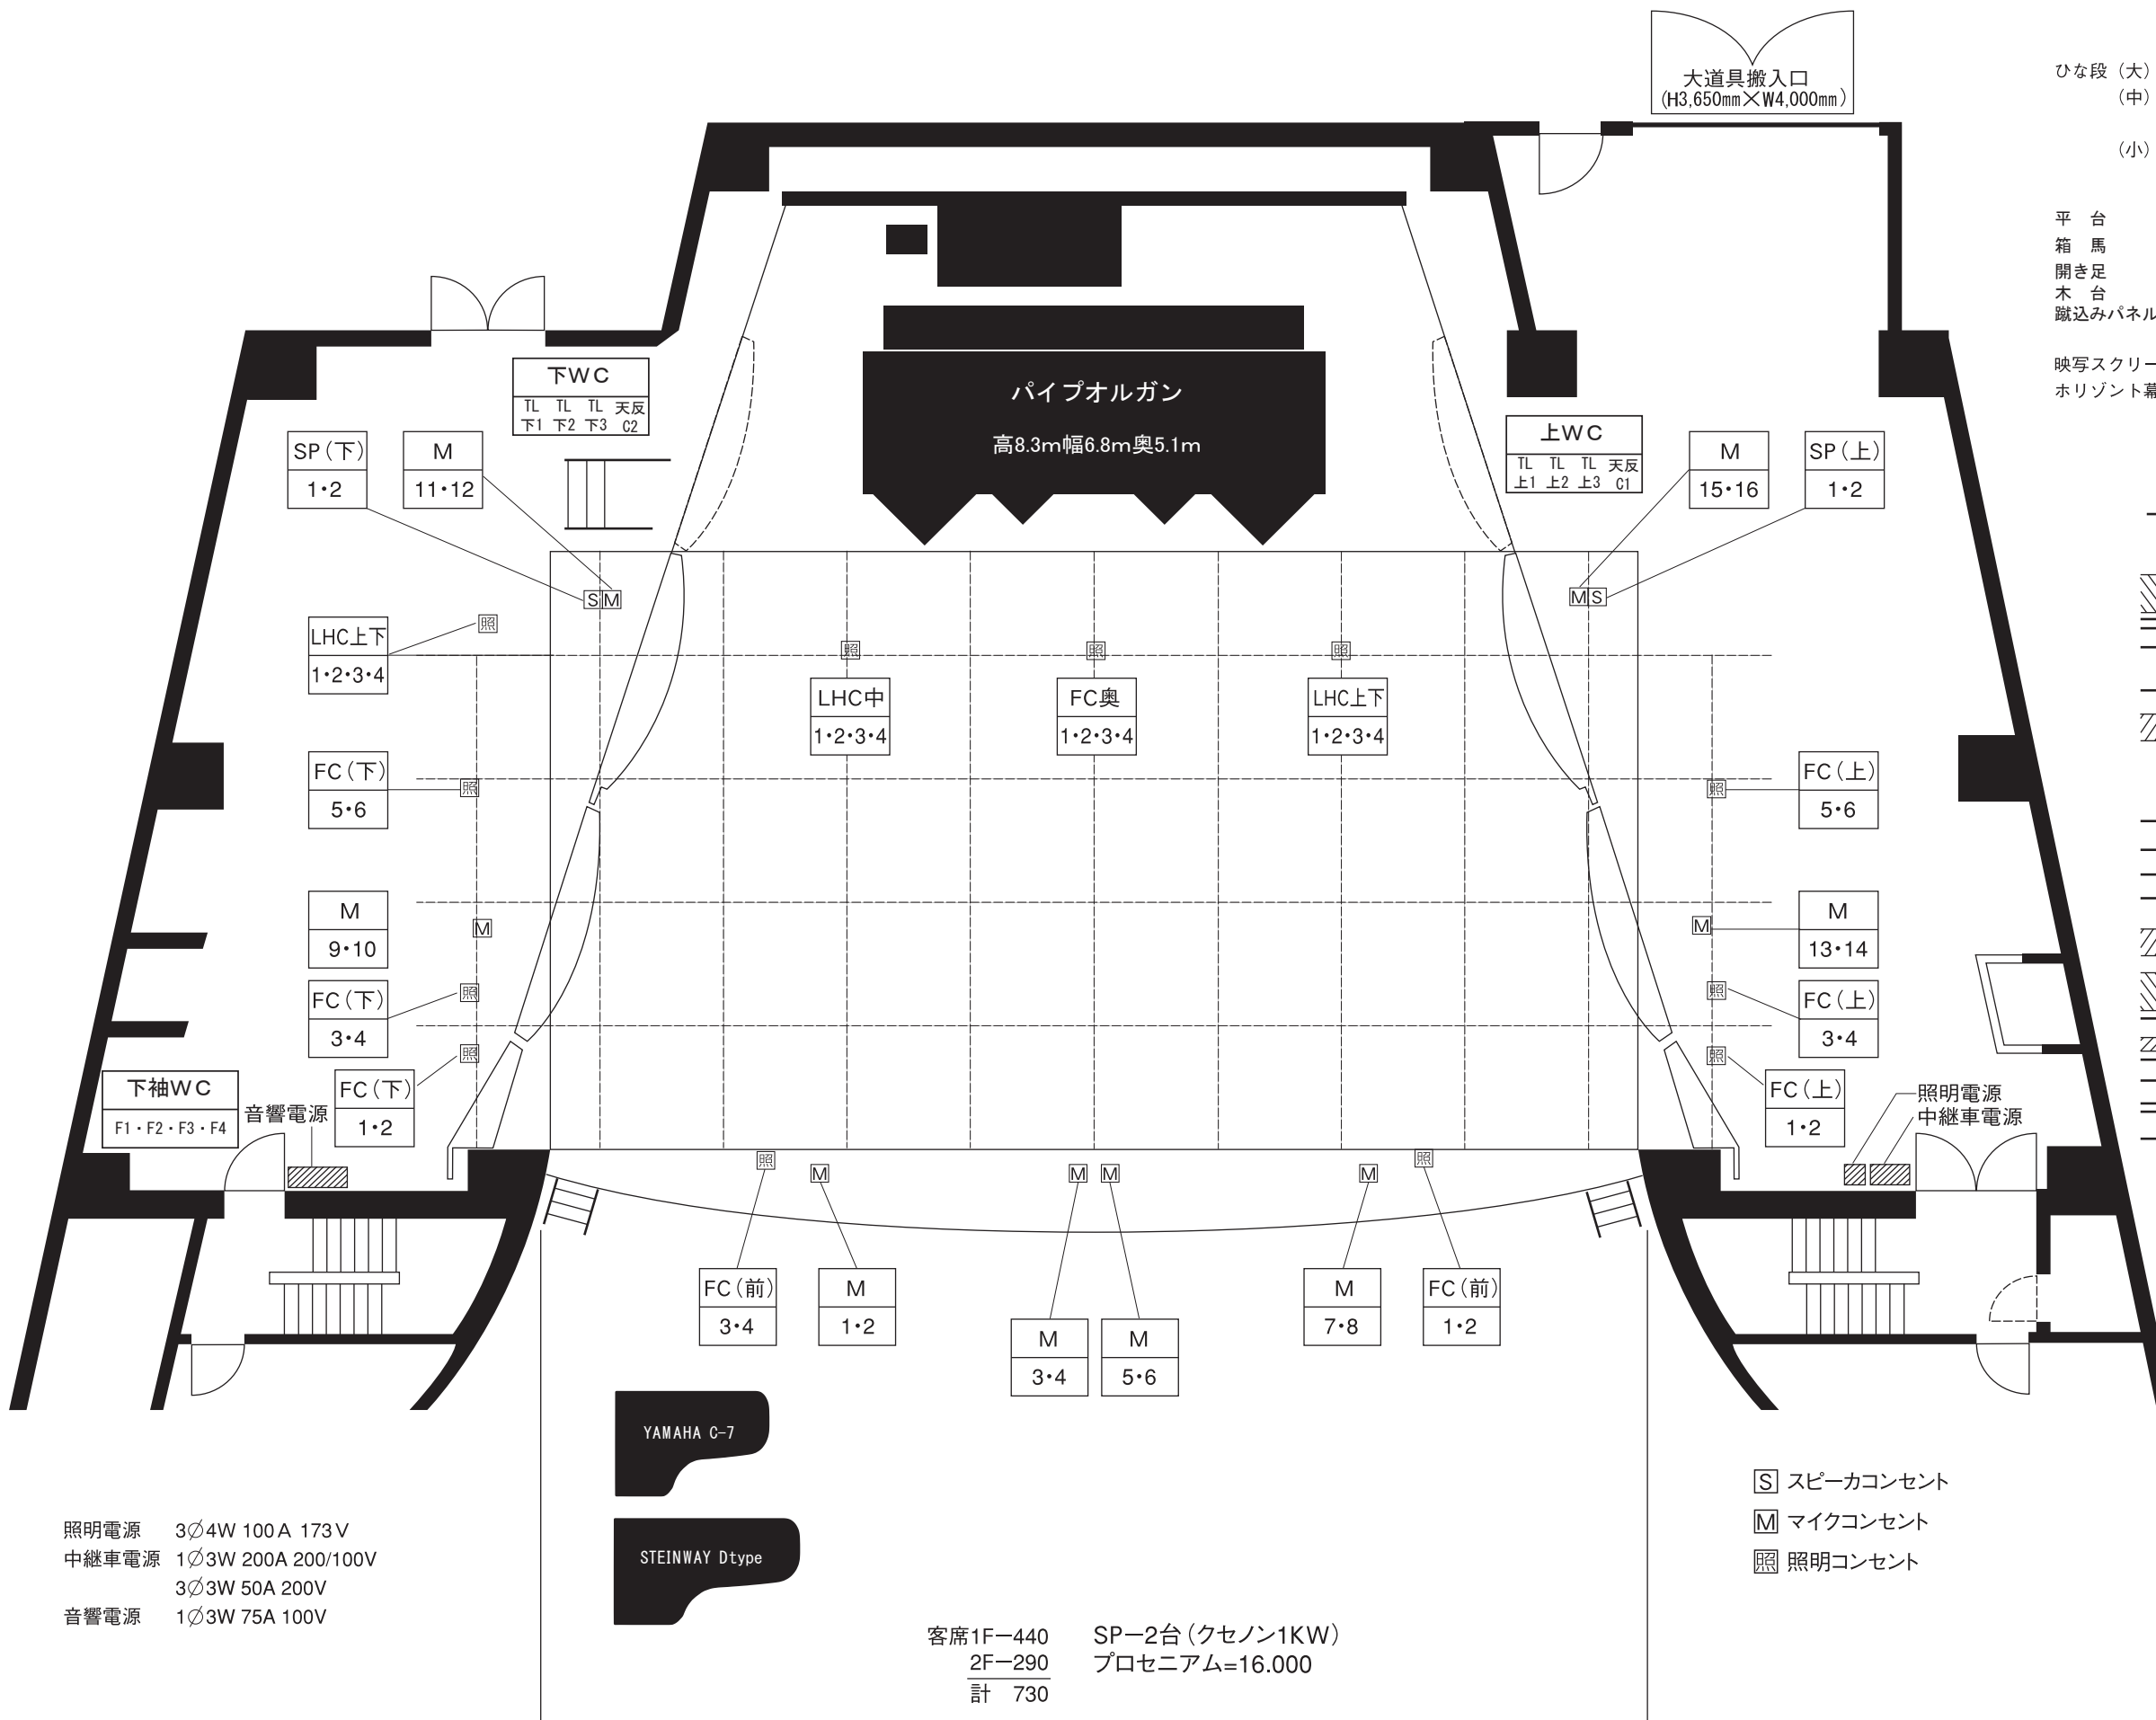 大道具搬入口
(H3,650mm×W4,000mm)
ひな段(大)
(中)
(小)
平　台
箱　馬
開き足
木　台
蹴込みパネル
映写スクリー
ホリゾント幕
パイプオルガン
高8.3m幅6.8m奥5.1m
下WC
TL TL TL 天反
下1 下2 下3 C2
上WC
TL TL TL 天反
上1 上2 上3 C1
SP(下)
1・2
M
11・12
M
15・16
SP(上)
1・2
S M
M S
照
LHC上下
1・2・3・4
照
照
照
LHC中
1・2・3・4
FC奥
1・2・3・4
LHC上下
1・2・3・4
FC(下)
5・6
照
照
FC(上)
5・6
M
9・10
M
M
M
13・14
FC(下)
3・4
照
照
FC(上)
3・4
照
照
下袖WC
F1・F2・F3・F4
音響電源
FC(下)
1・2
FC(上)
1・2
照明電源
中継車電源
照
M
M
M
M
照
FC(前)
3・4
M
1・2
M
3・4
M
5・6
M
7・8
FC(前)
1・2
YAMAHA C-7
STEINWAY Dtype
S スピーカコンセント
M マイクコンセント
照 照明コンセント
照明電源 3∅4W 100A 173V
中継車電源 1∅3W 200A 200/100V
3∅3W 50A 200V
音響電源 1∅3W 75A 100V
客席1F－440
2F－290
計　730
SP－2台(クセノン1KW)
プロセニアム=16.000